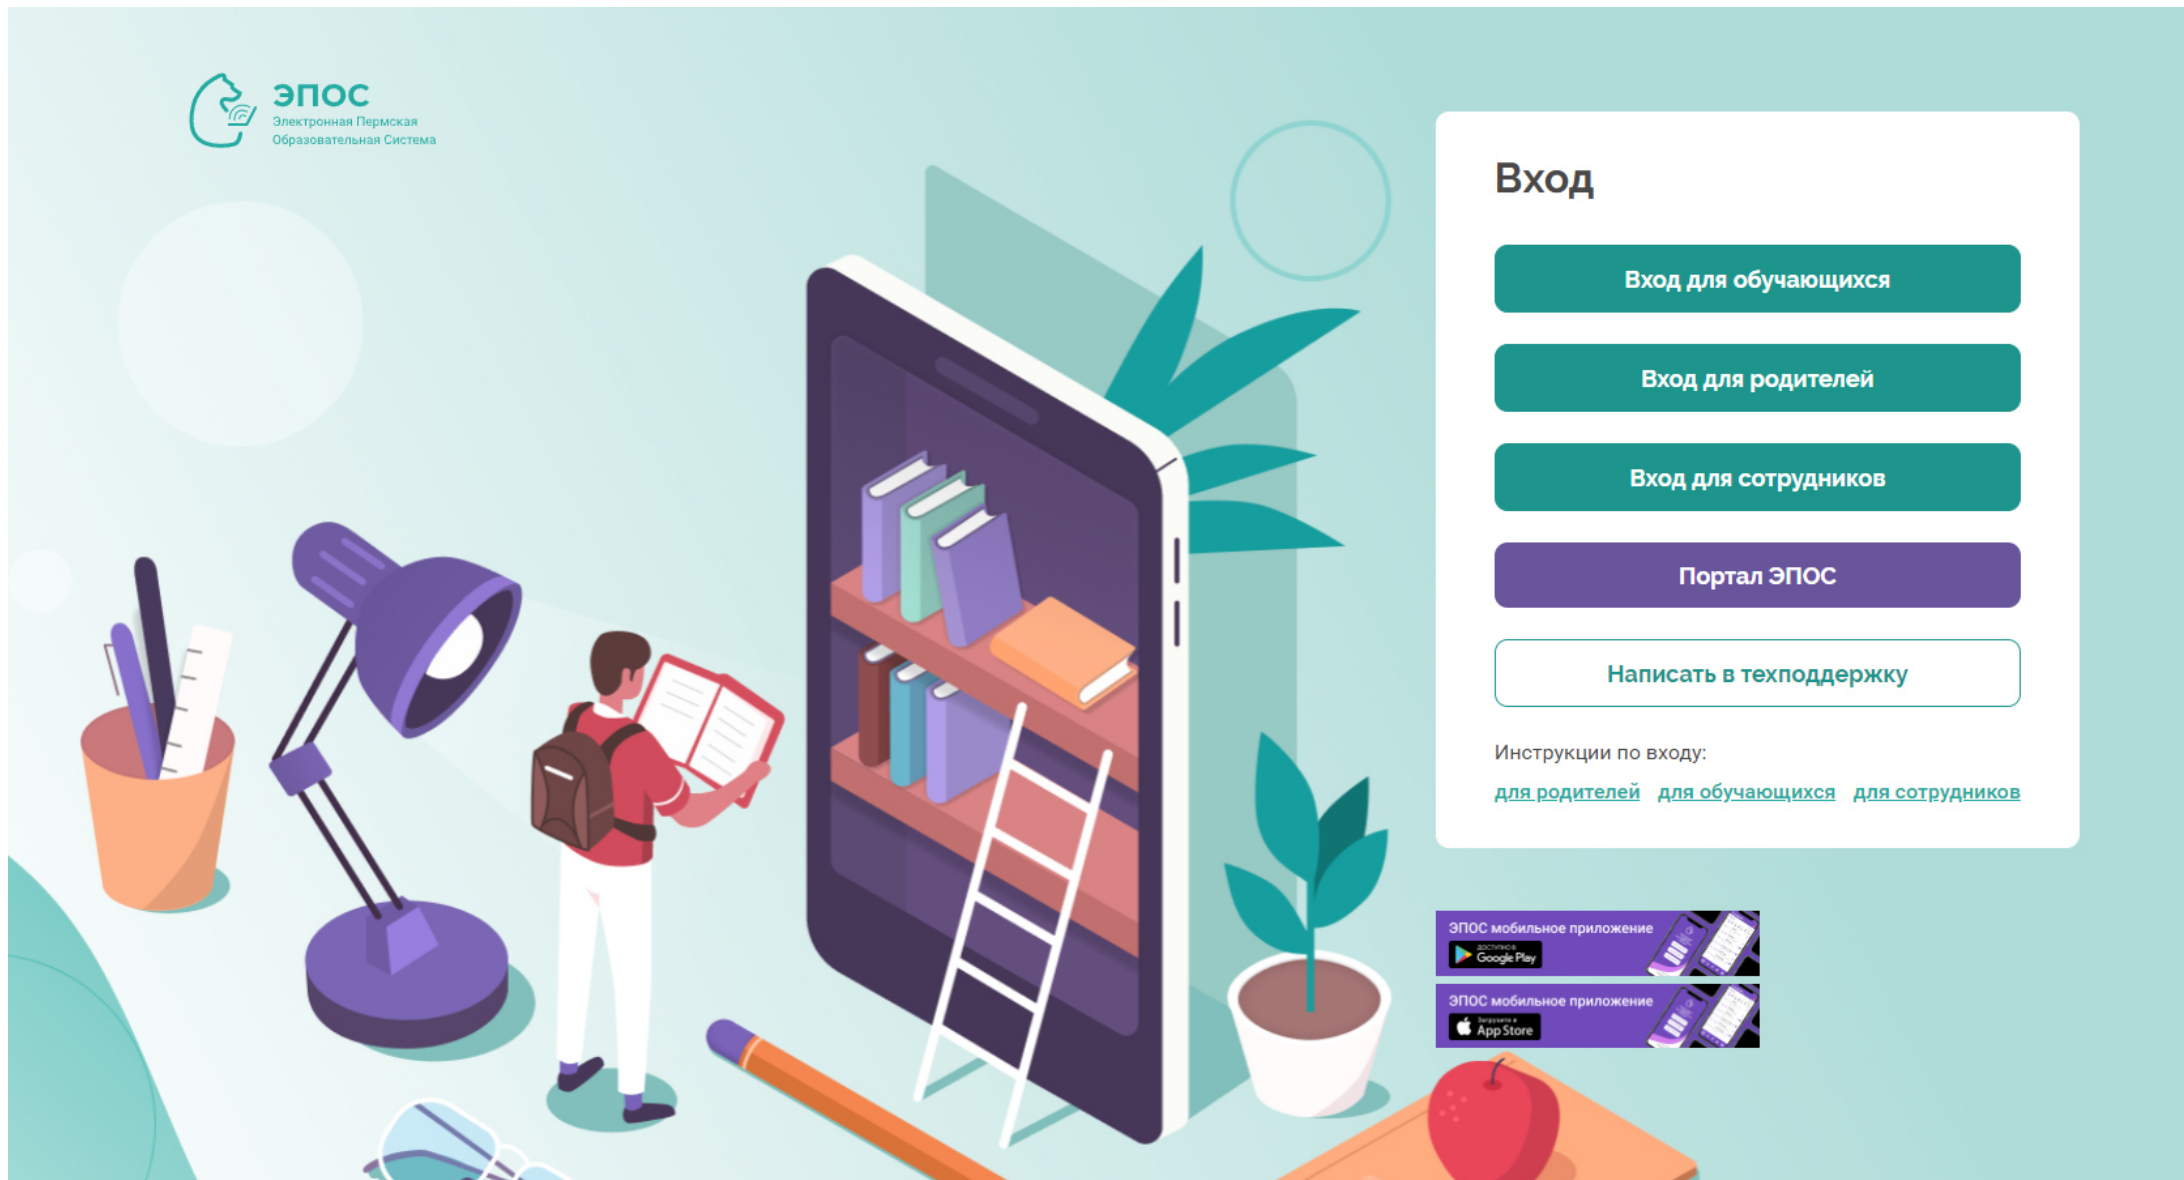 ЭПОС
Электронная Пермская
Образовательная Система
Вход
Вход для обучающихся
Вход для родителей
Вход для сотрудников
Портал ЭПОС
Написать в техподдержку
Инструкции по входу:
для родителей для обучающихся для сотрудников
ЭПОС мобильное приложение
ДОСТУПНО В
Google Play
ЭПОС мобильное приложение
Загрузите в
App Store